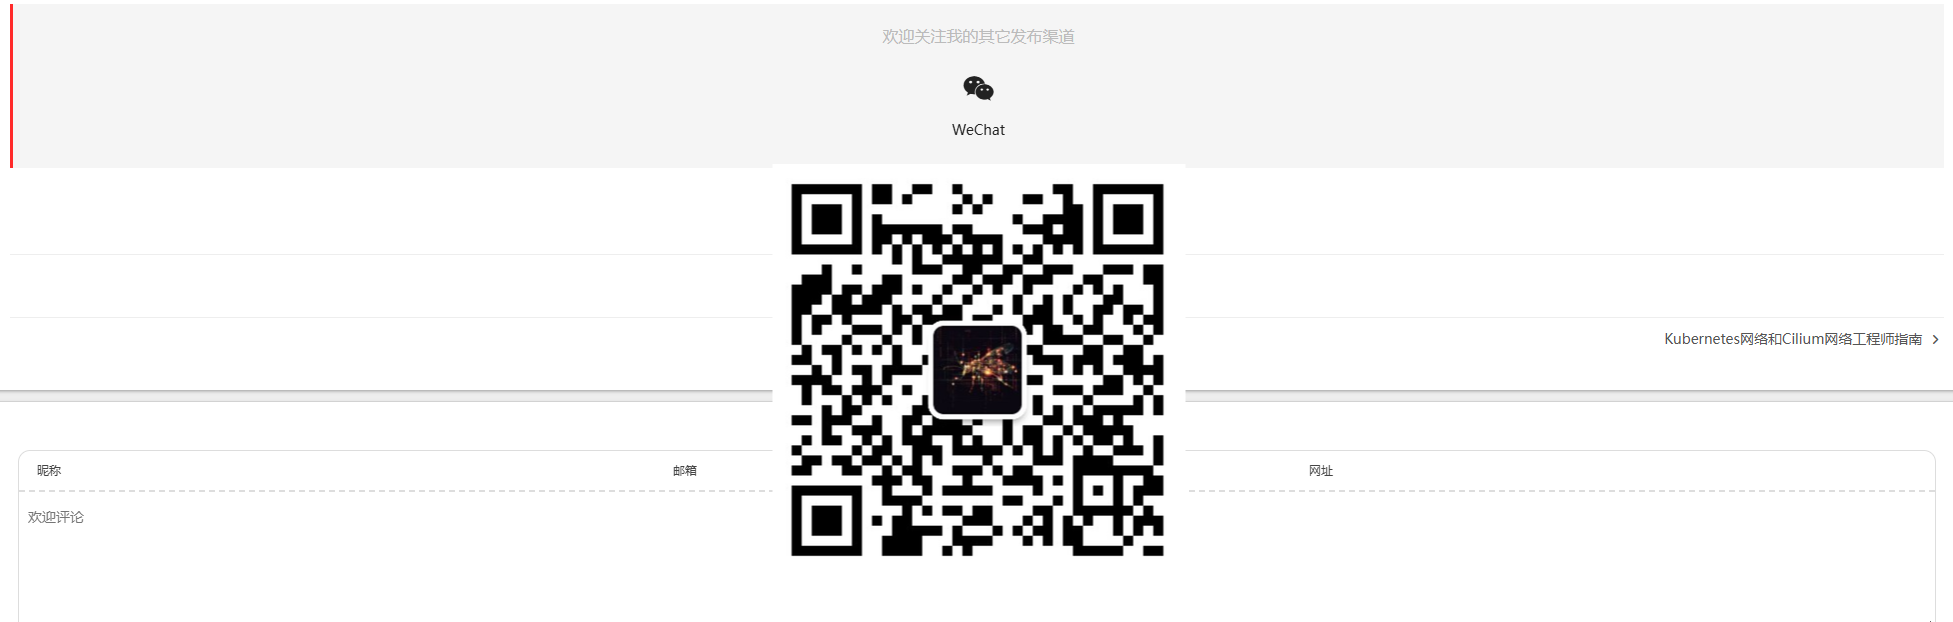 欢迎关注我的其它发布渠道
WeChat
Kubernetes网络和Cilium网络工程师指南
昵称
邮箱
网址
欢迎评论